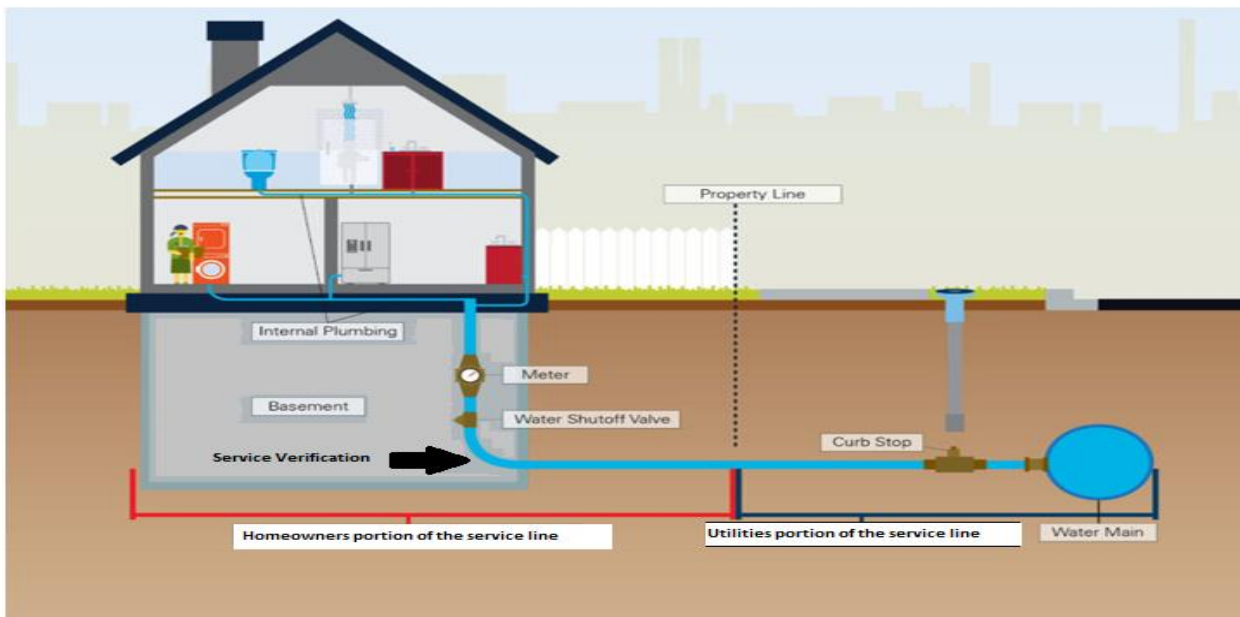 Property Line
Internal Plumbing
Meter
Basement
Water Shutoff Valve
Curb Stop
Service Verification
Homeowners portion of the service line
Utilities portion of the service line
Water Main